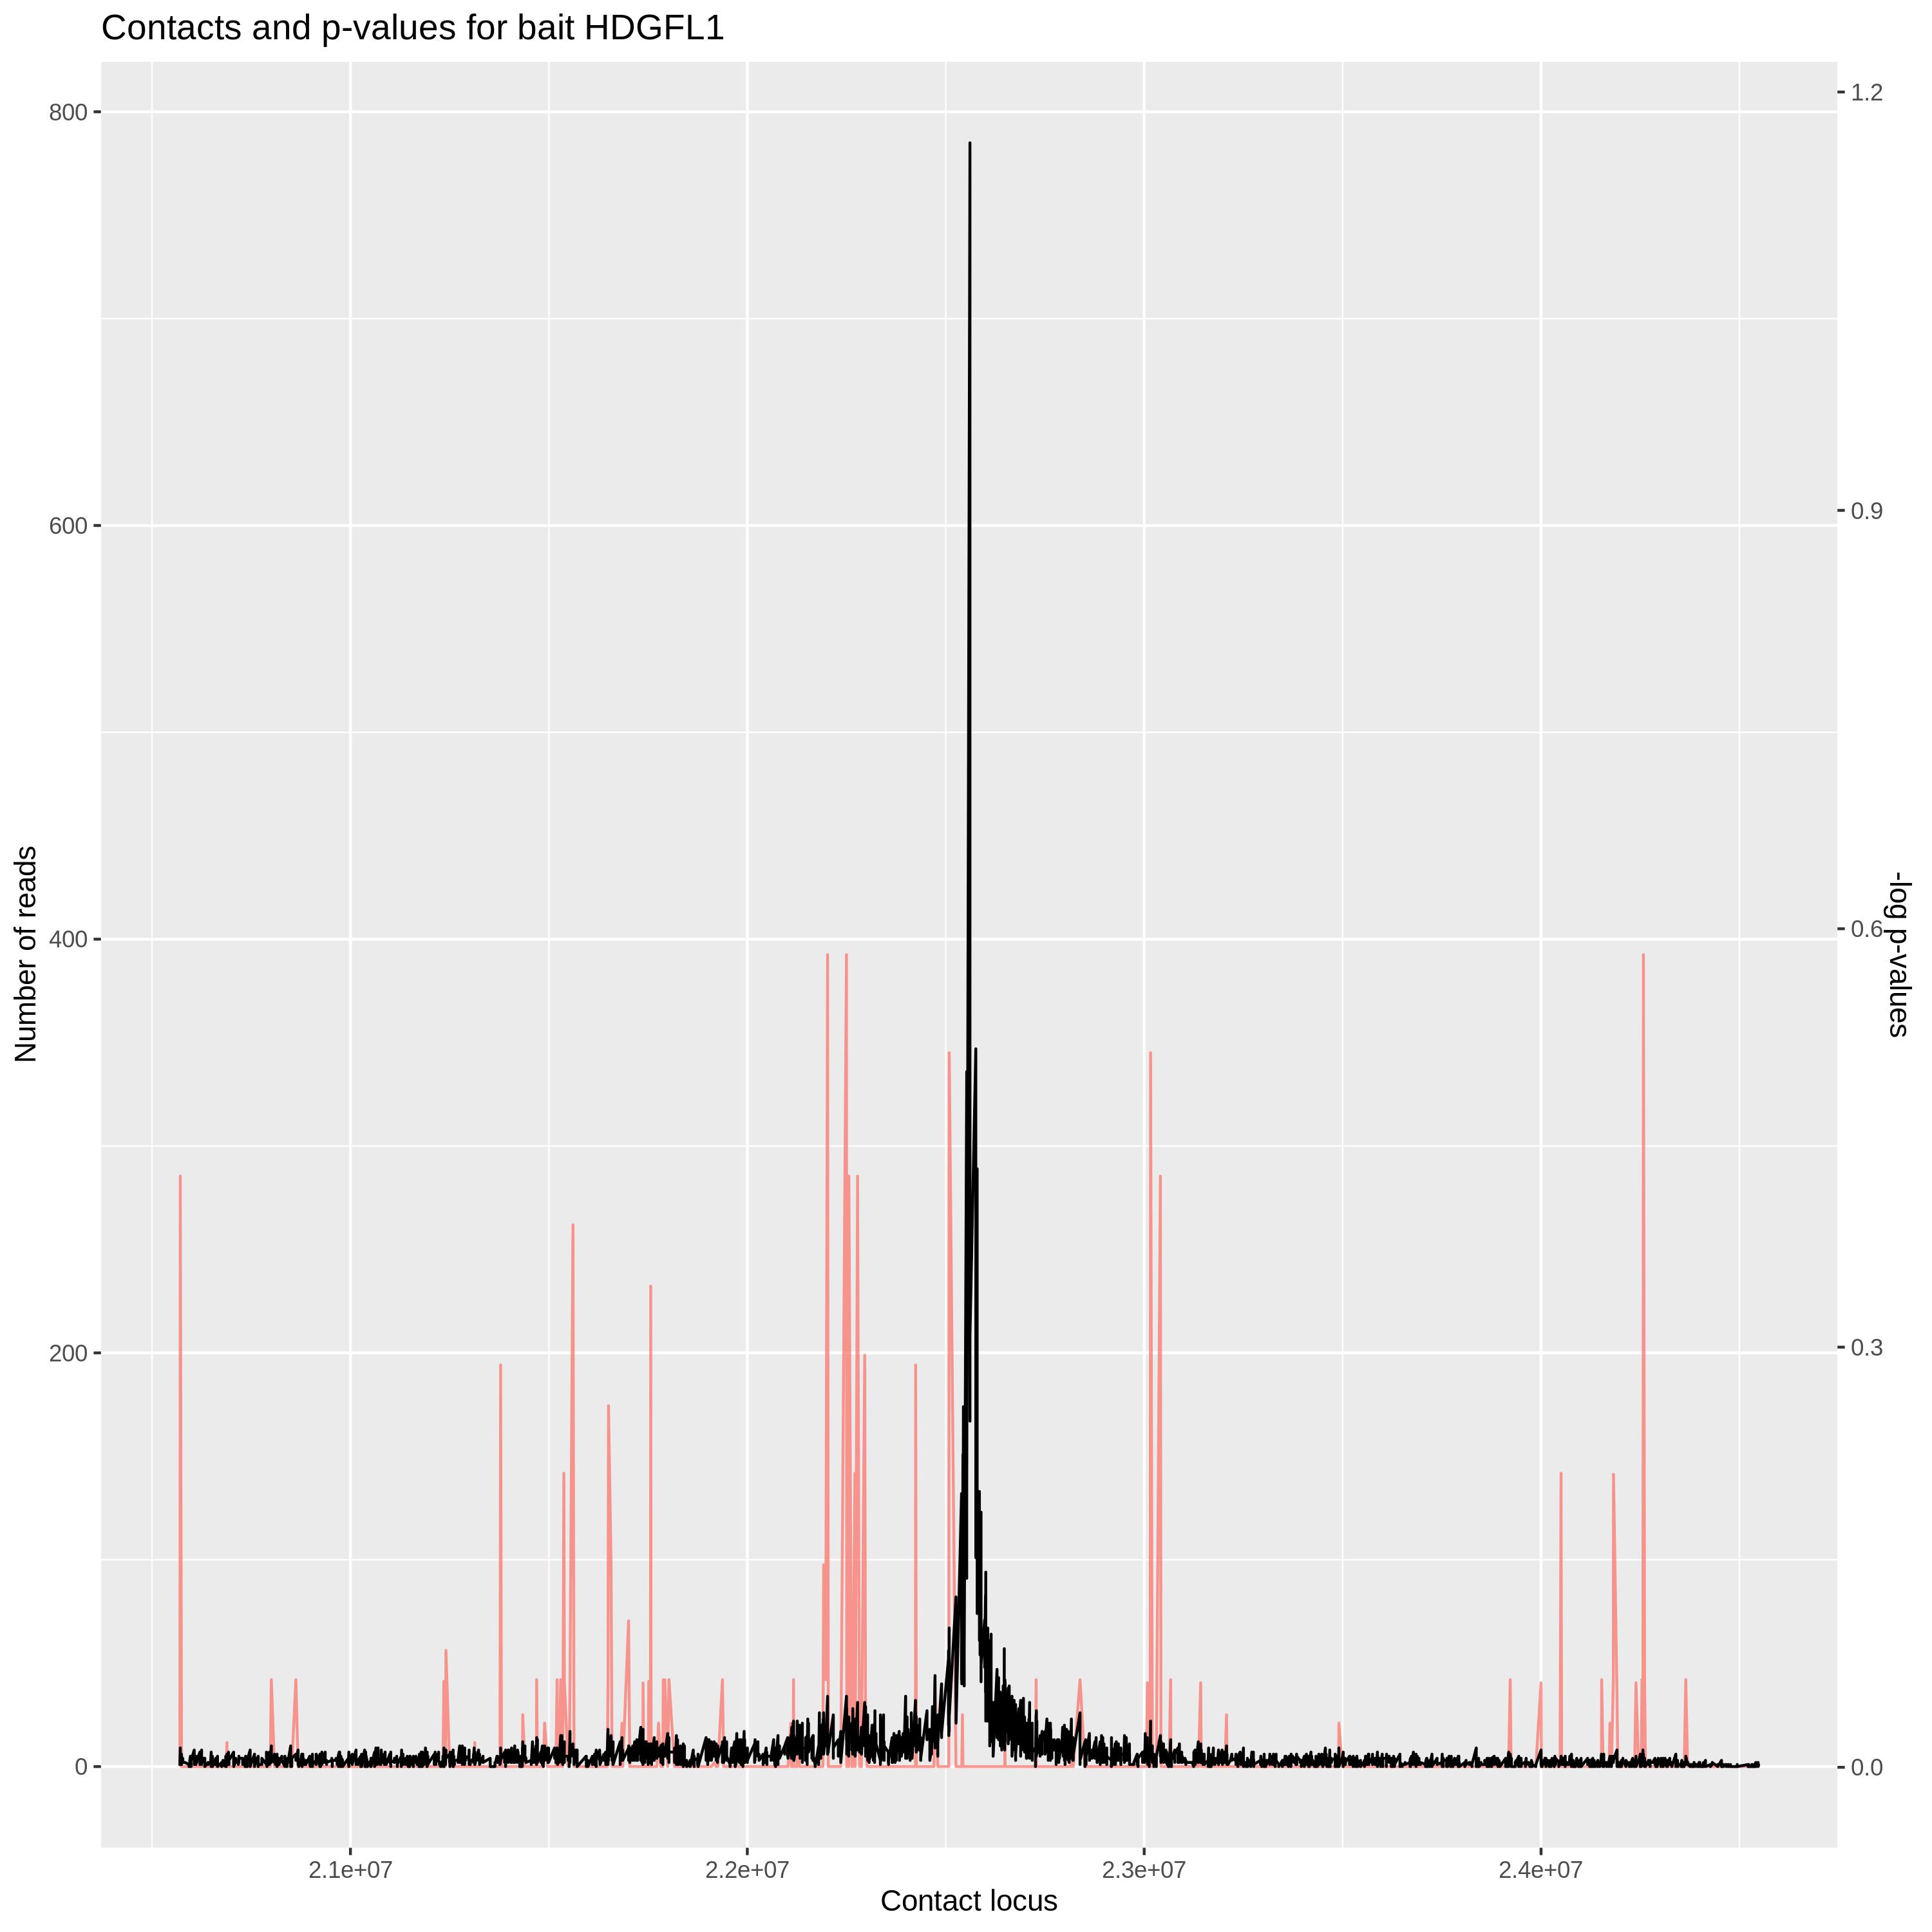 Contacts and p-values for bait HDGFL1
800
600
400
200
0
Number of reads
1.2
0.9
0.6
0.3
0.0
-log p-values
2.1e+07
2.2e+07
2.3e+07
2.4e+07
Contact locus